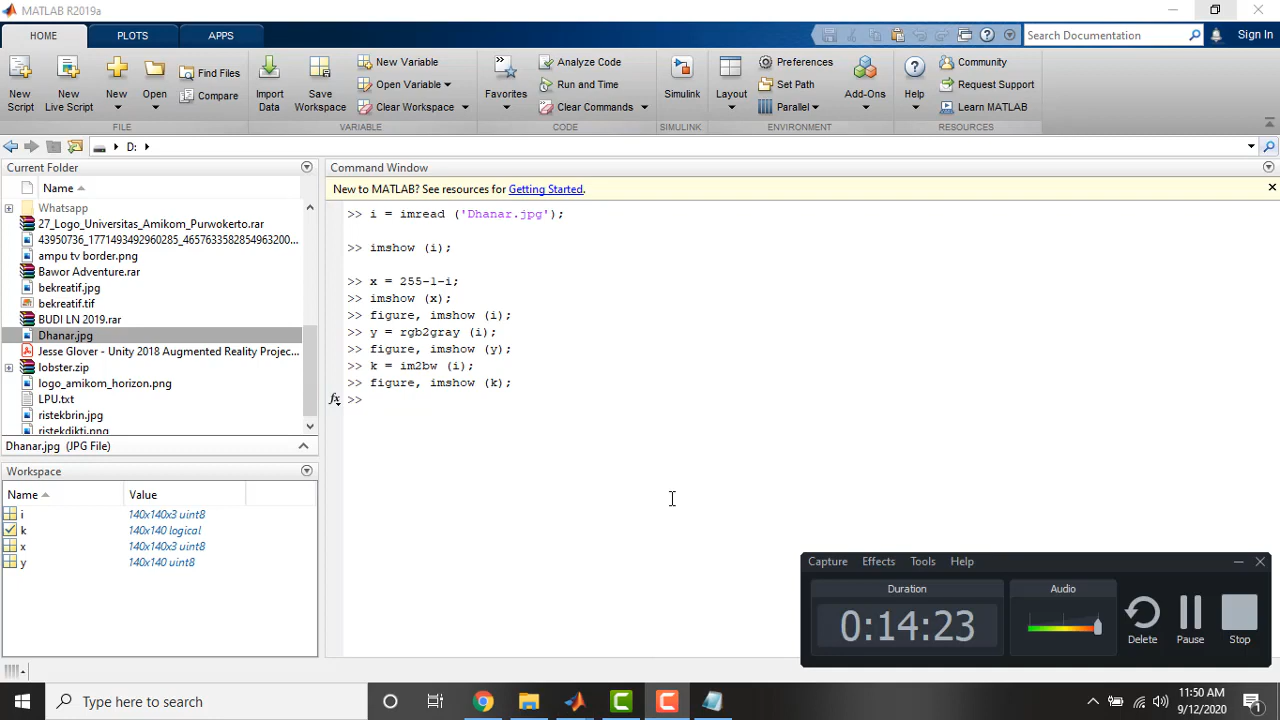 MATLAB R2019a
HOME PLOTS APPS
Search Documentation
Sign In
New Script
New Live Script
New
Open
Find Files
Compare
Import Data
Save Workspace
New Variable
Open Variable
Clear Workspace
Favorites
Analyze Code
Run and Time
Clear Commands
Simulink
Layout
Preferences
Set Path
Parallel
Add-Ons
Help
Community
Request Support
Learn MATLAB
FILE VARIABLE CODE SIMULINK ENVIRONMENT RESOURCES
D:
Current Folder
Name
Whatsapp
27_Logo_Universitas_Amikom_Purwokerto.rar
43950736_1771493492960285_4657633582854963200...
ampu tv border.png
Bawor Adventure.rar
bekreatif.jpg
bekreatif.tif
BUDI LN 2019.rar
Dhanar.jpg
Jesse Glover - Unity 2018 Augmented Reality Projec...
lobster.zip
logo_amikom_horizon.png
LPU.txt
ristekbrin.jpg
ristekdikti.png
Dhanar.jpg (JPG File)
Workspace
Name Value
i 140x140x3 uint8
k 140x140 logical
x 140x140x3 uint8
y 140x140 uint8
Command Window
New to MATLAB? See resources for Getting Started.
>> i = imread ('Dhanar.jpg');
>> imshow (i);
>> x = 255-1-i;
>> imshow (x);
>> figure, imshow (i);
>> y = rgb2gray (i);
>> figure, imshow (y);
>> k = im2bw (i);
>> figure, imshow (k);
fx >>
Capture Effects Tools Help
Duration
0:14:23
Audio
Delete
Pause
Stop
Type here to search
11:50 AM
9/12/2020
1